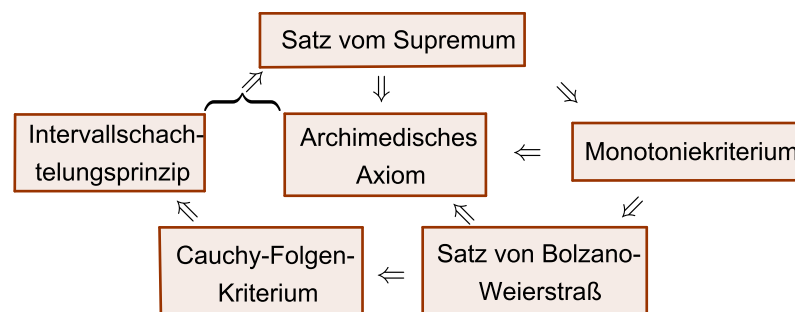 Satz vom Supremum
Intervallschach-
telungsprinzip
Archimedisches
Axiom
Monotoniekriterium
Cauchy-Folgen-
Kriterium
Satz von Bolzano-
Weierstraß